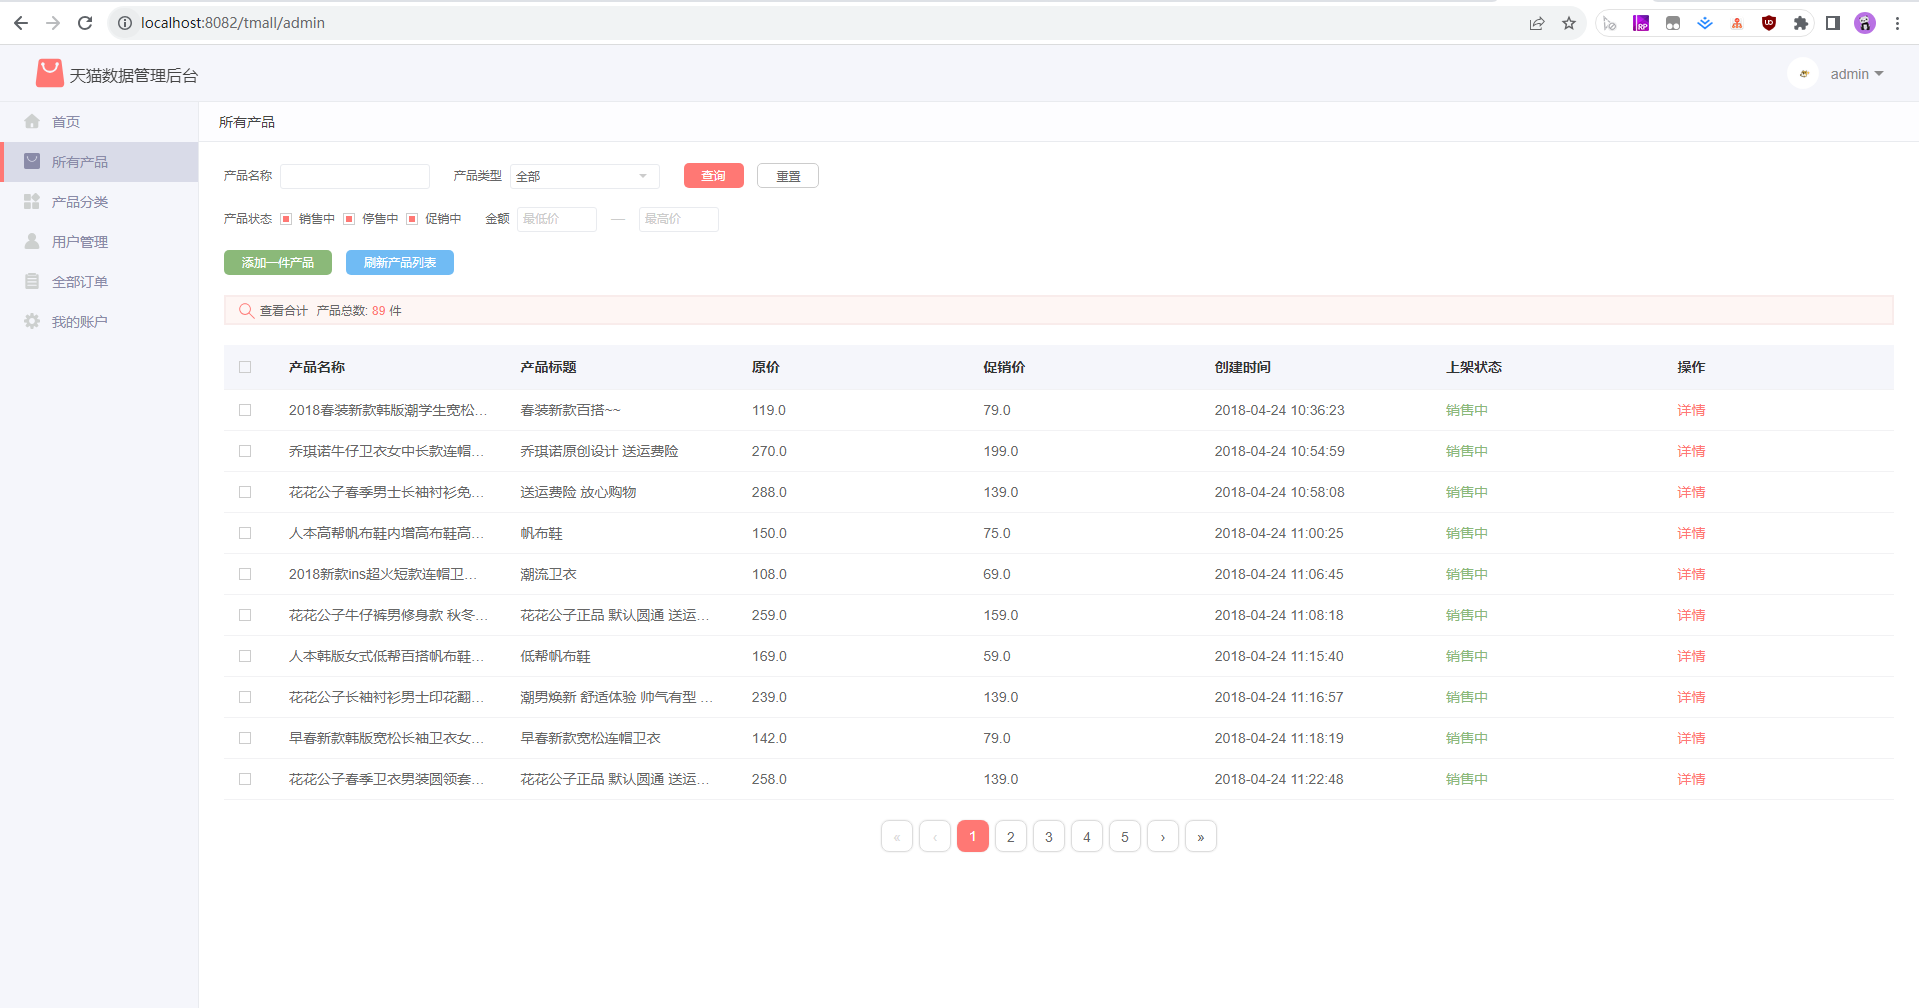 localhost:8082/tmall/admin
天猫数据管理后台
admin
首页
所有产品
产品分类
用户管理
全部订单
我的账户
所有产品
产品名称 产品类型 全部 查询 重置
产品状态 销售中 停售中 促销中 金额 最低价 — 最高价
添加一件产品 刷新产品列表
查看合计 产品总数: 89 件
产品名称 产品标题 原价 促销价 创建时间 上架状态 操作
2018春装新款韩版潮学生宽松... 春装新款百搭~~ 119.0 79.0 2018-04-24 10:36:23 销售中 详情
乔琪诺牛仔卫衣女中长款连帽... 乔琪诺原创设计 送运费险 270.0 199.0 2018-04-24 10:54:59 销售中 详情
花花公子春季男士长袖衬衫免... 送运费险 放心购物 288.0 139.0 2018-04-24 10:58:08 销售中 详情
人本高帮帆布鞋内增高布鞋高... 帆布鞋 150.0 75.0 2018-04-24 11:00:25 销售中 详情
2018新款ins超火短款连帽卫... 潮流卫衣 108.0 69.0 2018-04-24 11:06:45 销售中 详情
花花公子牛仔裤男修身款 秋冬... 花花公子正品 默认圆通 送运... 259.0 159.0 2018-04-24 11:08:18 销售中 详情
人本韩版女式低帮百搭帆布鞋... 低帮帆布鞋 169.0 59.0 2018-04-24 11:15:40 销售中 详情
花花公子长袖衬衫男士印花翻... 潮男焕新 舒适体验 帅气有型 ... 239.0 139.0 2018-04-24 11:16:57 销售中 详情
早春新款韩版宽松长袖卫衣女... 早春新款宽松连帽卫衣 142.0 79.0 2018-04-24 11:18:19 销售中 详情
花花公子春季卫衣男装圆领套... 花花公子正品 默认圆通 送运... 258.0 139.0 2018-04-24 11:22:48 销售中 详情
« ‹ 1 2 3 4 5 › »